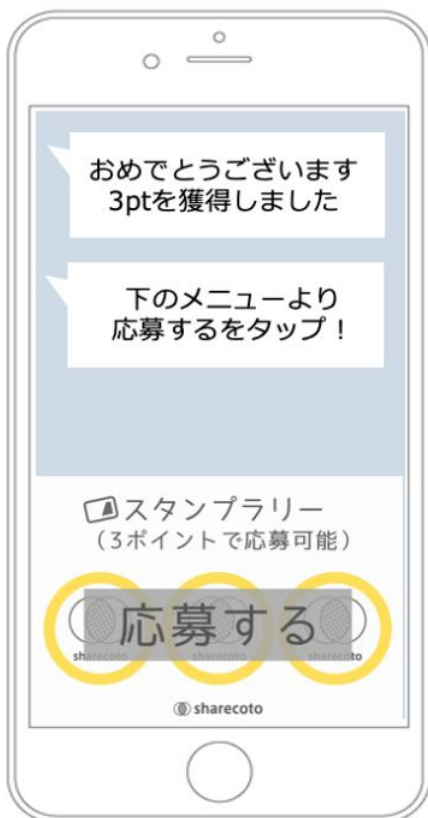 おめでとうございます
3ptを獲得しました
下のメニューより
応募するをタップ！
スタンプラリー
（3ポイントで応募可能）
応募する
sharecoto sharecoto sharecoto
sharecoto